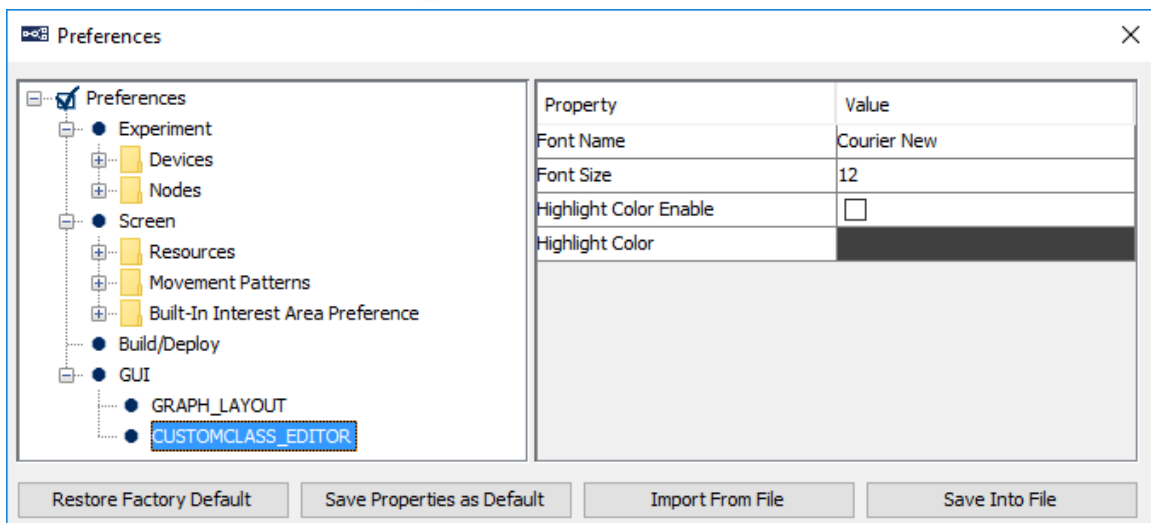 Preferences
Preferences
Experiment
Devices
Nodes
Screen
Resources
Movement Patterns
Built-In Interest Area Preference
Build/Deploy
GUI
GRAPH_LAYOUT
CUSTOMCLASS_EDITOR
Property Value
Font Name Courier New
Font Size 12
Highlight Color Enable
Highlight Color
Restore Factory Default Save Properties as Default Import From File Save Into File